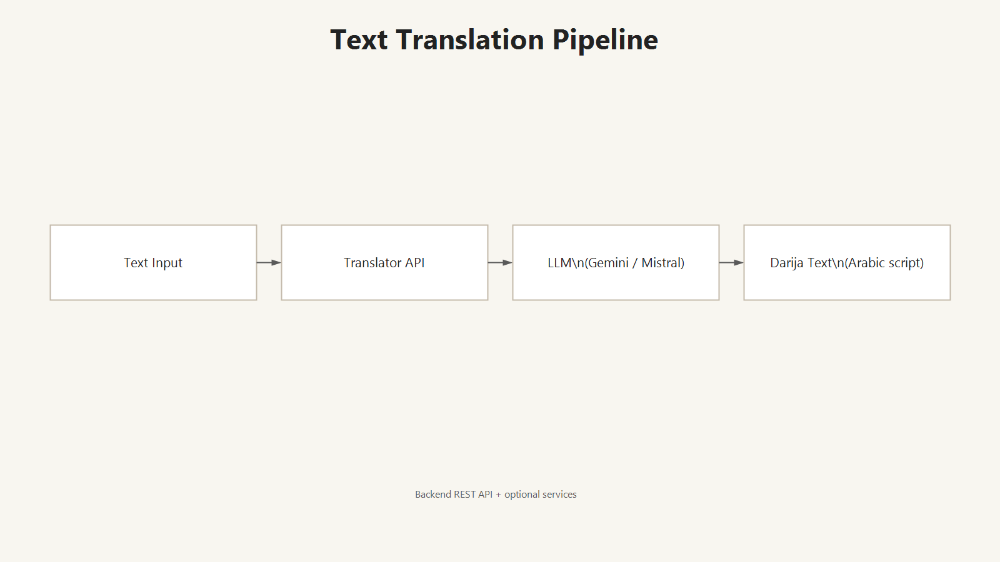 Text Translation Pipeline
Text Input
Translator API
LLM\n(Gemini / Mistral)
Darija Text\n(Arabic script)
Backend REST API + optional services